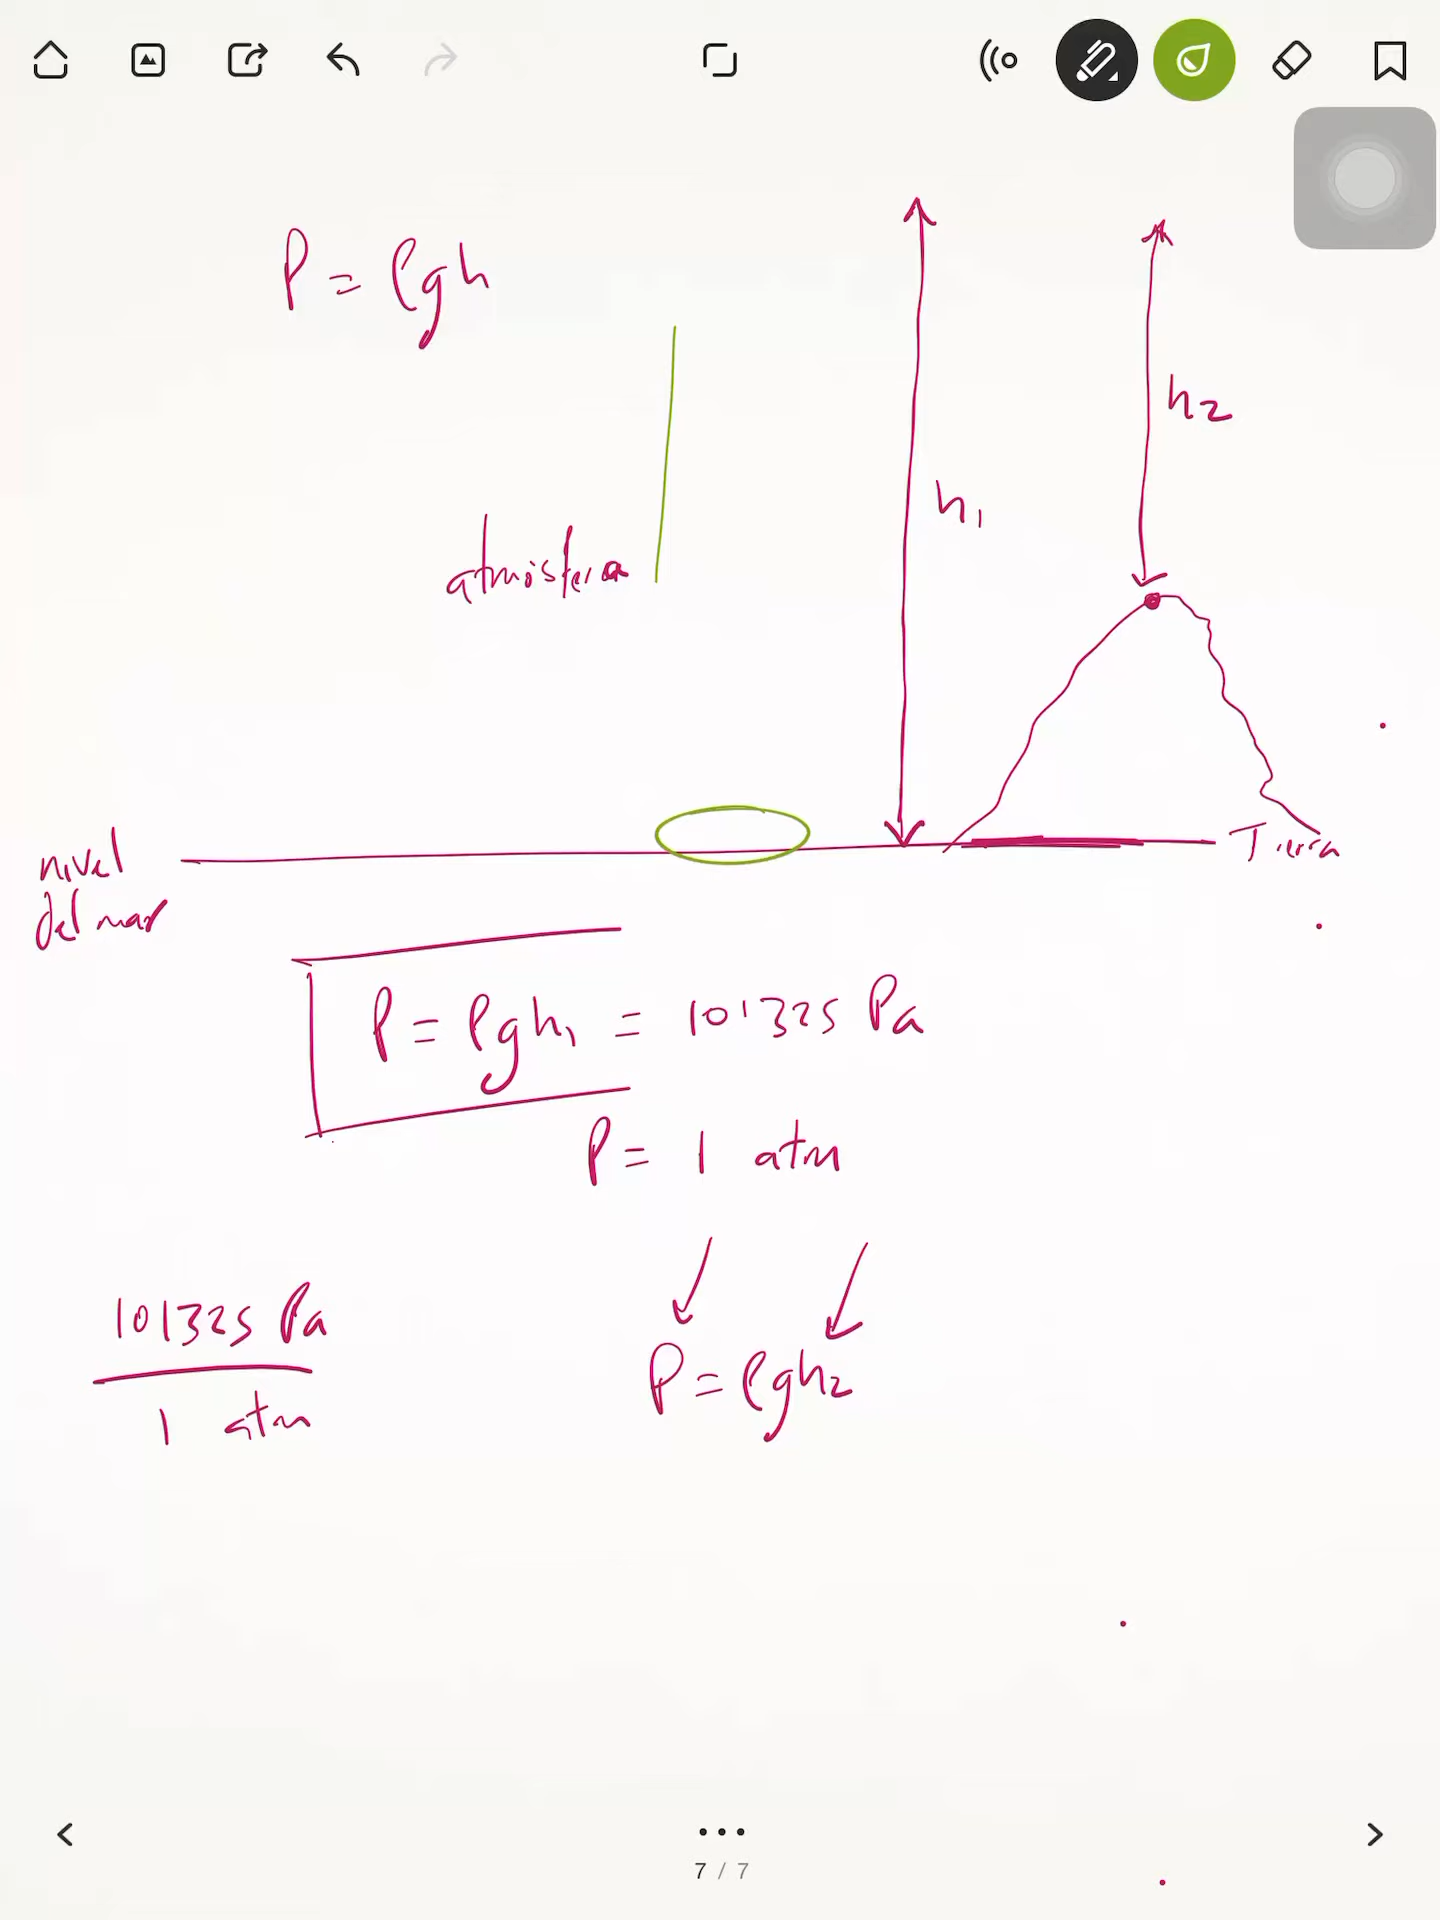 P = ρgh
h2
h1
atmósfera
Tierra
nivel
del mar
P = ρgh1 = 101325 Pa
P = 1 atm
101325 Pa
1 atm
P = ρgh2
7 / 7